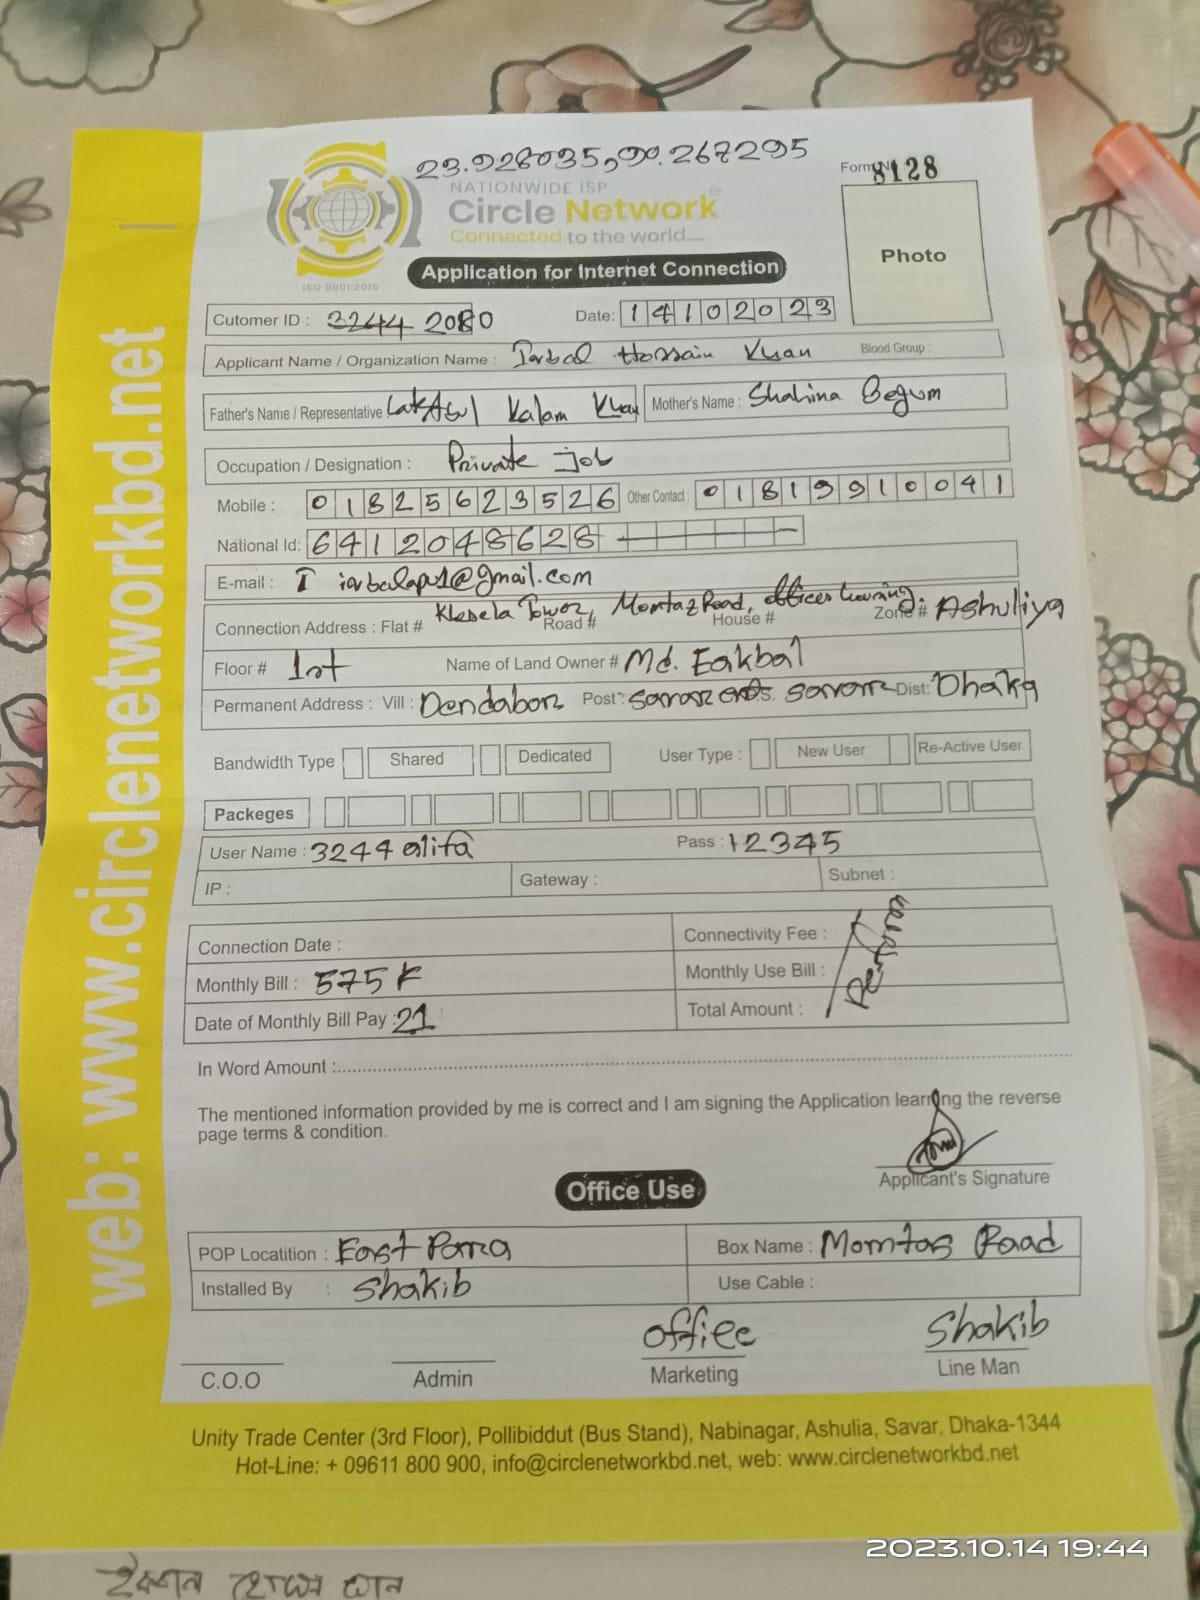 23.928035,90.267295
NATIONWIDE ISP
Circle Network
Connected to the world.....
ISO 9001:2015
Form No 8128
Photo
Application for Internet Connection
Cutomer ID : 3244 2080
Date: 14102023
Applicant Name / Organization Name : Iqbal Hossain Khan Blood Group :
Father's Name / Representative Late Abul Kalam Khan Mother's Name : Shahina Begum
Occupation / Designation : Private job
Mobile : 01825623526 Other Contact : 01819910041
National Id: 6412048628
E-mail :
Connection Address : Flat # Tower, Momtaz Road, Road # House # Zone # Ashuliya
Floor # 1st Name of Land Owner # Md. Eakbal
Permanent Address : Vill : Dendabor Post : P.S. Dist: Dhaka
Bandwidth Type Shared Dedicated User Type : New User Re-Active User
Packeges
User Name : 3244 alifa Pass : 12345
IP : Gateway : Subnet :
Connection Date : Connectivity Fee :
Monthly Bill : 575 Monthly Use Bill :
Date of Monthly Bill Pay : 21 Total Amount :
In Word Amount :
The mentioned information provided by me is correct and I am signing the Application learning the reverse
page terms & condition.
Applicant's Signature
Office Use
POP Locatition : East Para Box Name : Momtas Road
Installed By : Shakib Use Cable :
office Shakib
C.O.O Admin Marketing Line Man
Unity Trade Center (3rd Floor), Pollibiddut (Bus Stand), Nabinagar, Ashulia, Savar, Dhaka-1344
Hot-Line: + 09611 800 900, info@circlenetworkbd.net, web: www.circlenetworkbd.net
web: www.circlenetworkbd.net
2023.10.14 19:44